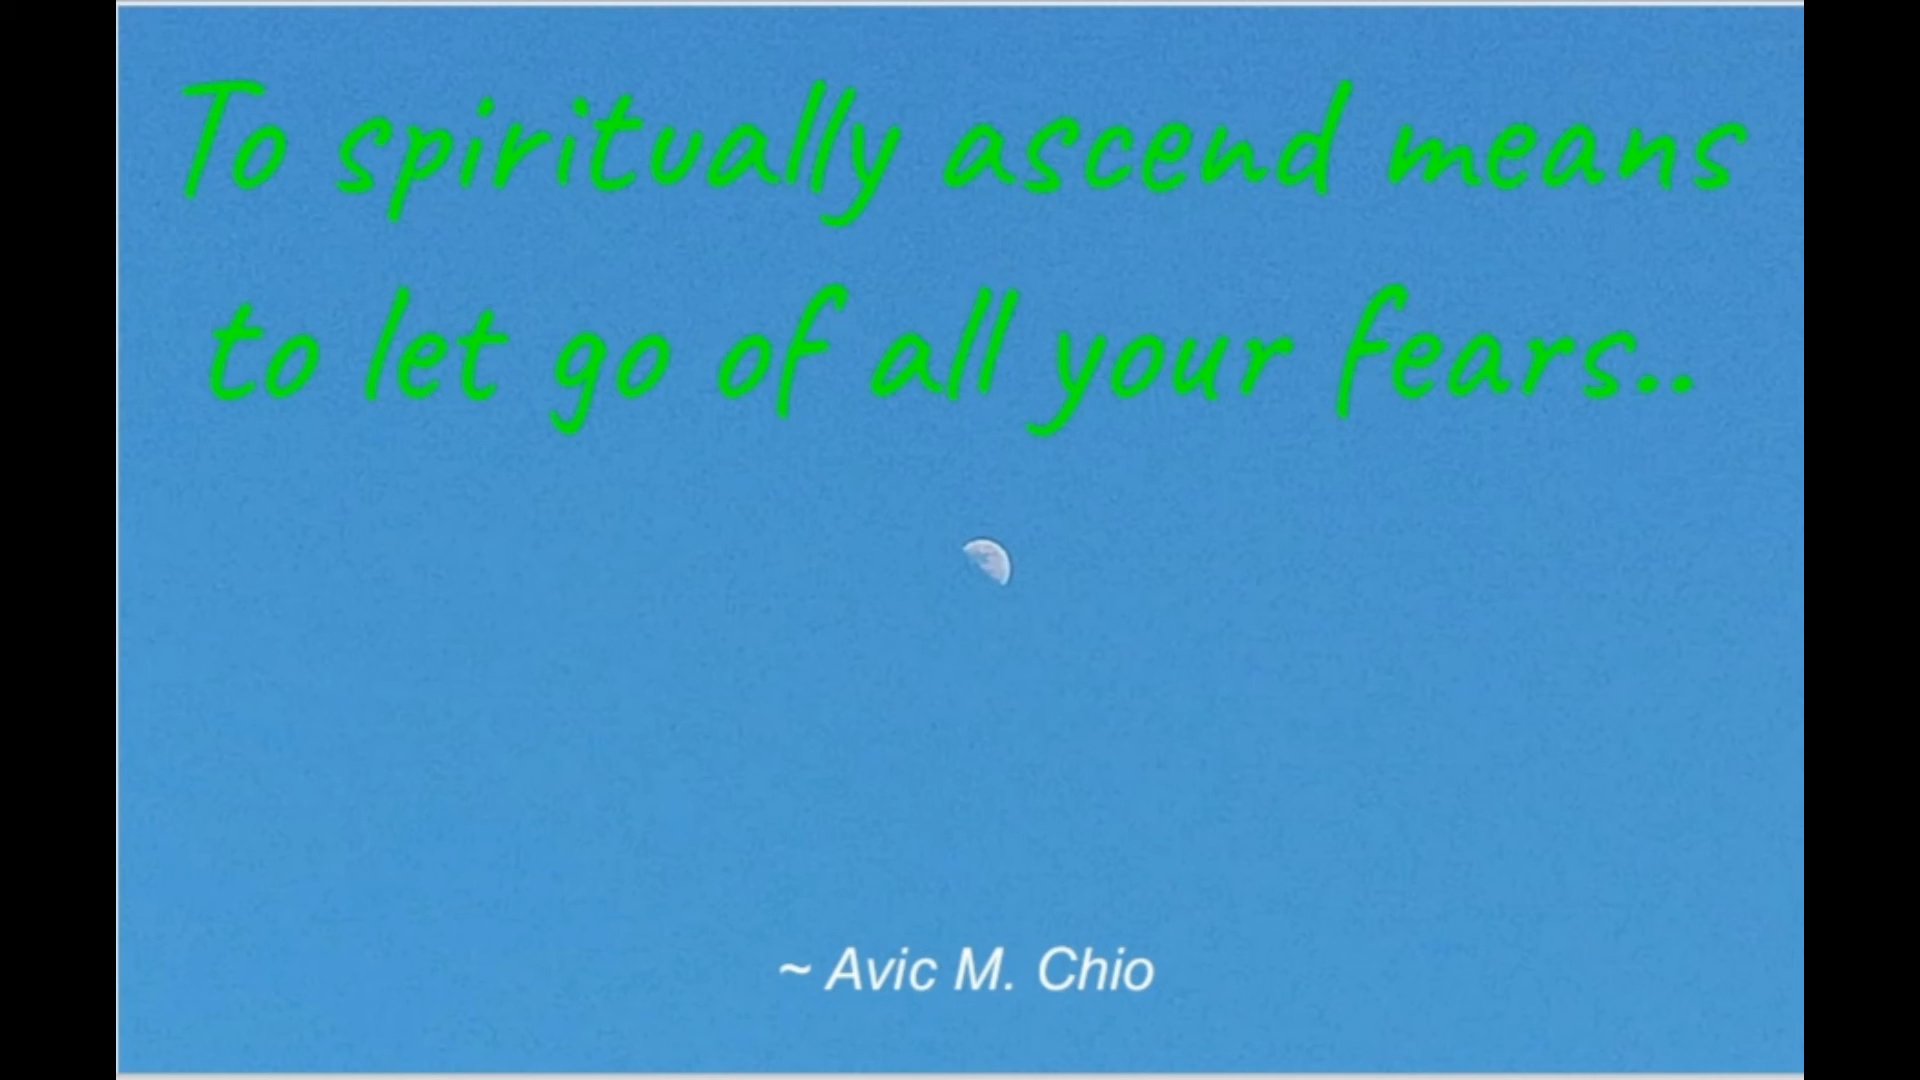 To spiritually ascend means
to let go of all your fears..
~ Avic M. Chio